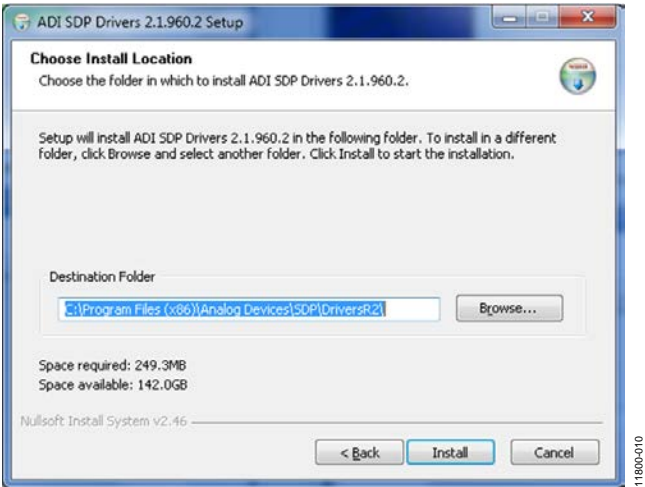 ADI SDP Drivers 2.1.960.2 Setup
Choose Install Location
Choose the folder in which to install ADI SDP Drivers 2.1.960.2.
Setup will install ADI SDP Drivers 2.1.960.2 in the following folder. To install in a different
folder, click Browse and select another folder. Click Install to start the installation.
Destination Folder
C:\Program Files (x86)\Analog Devices\SDP\DriversR2\
Browse...
Space required: 249.3MB
Space available: 142.0GB
Nullsoft Install System v2.46
< Back
Install
Cancel
11800-010